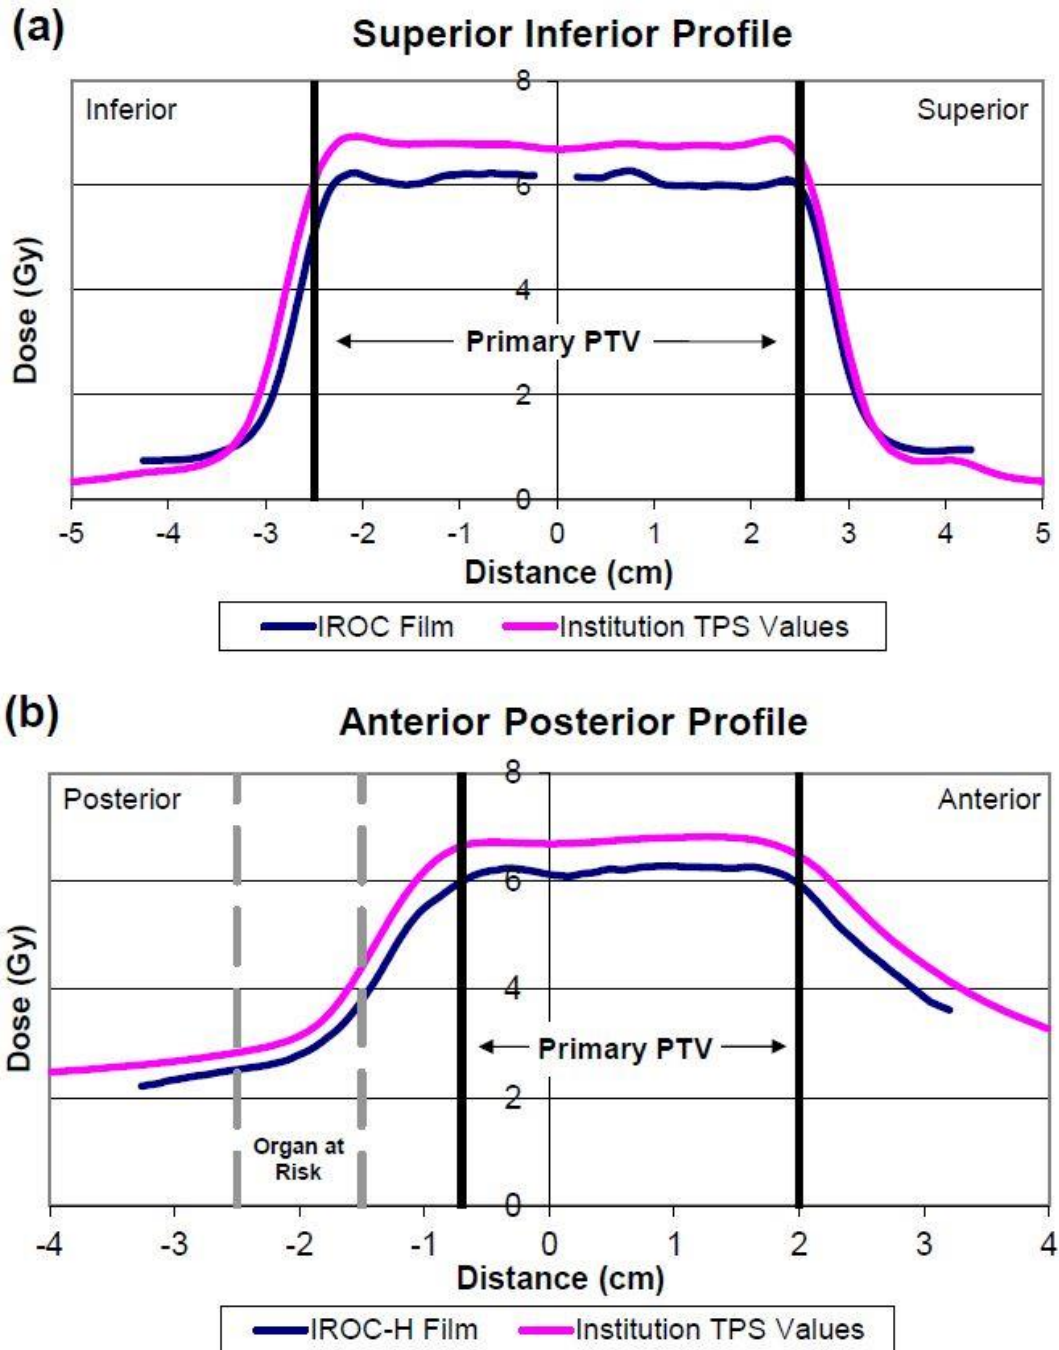 (a)
Superior Inferior Profile
Inferior
Superior
Dose (Gy)
8
6
4
2
0
Primary PTV
-5 -4 -3 -2 -1 0 1 2 3 4 5
Distance (cm)
IROC Film Institution TPS Values
(b)
Anterior Posterior Profile
Posterior
Anterior
Dose (Gy)
8
6
4
2
0
Primary PTV
Organ at
Risk
-4 -3 -2 -1 0 1 2 3 4
Distance (cm)
IROC-H Film Institution TPS Values